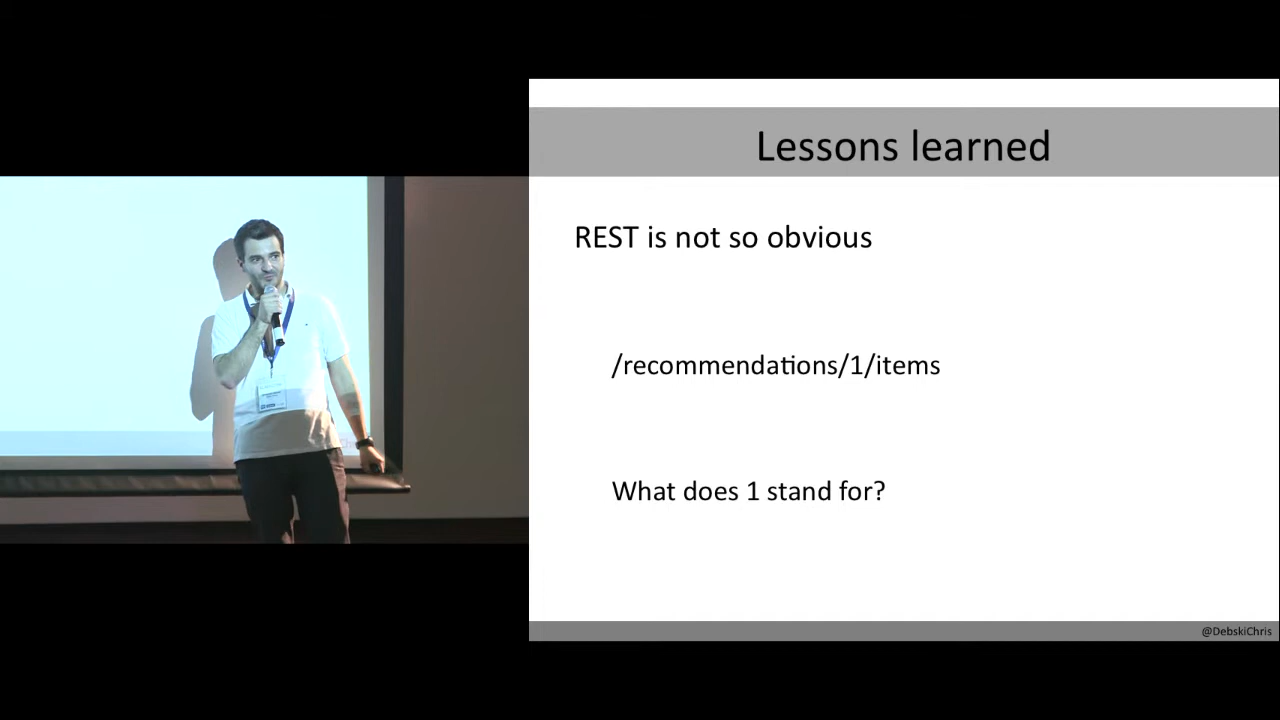 Lessons learned
REST is not so obvious
/recommendations/1/items
What does 1 stand for?
@DebskiChris